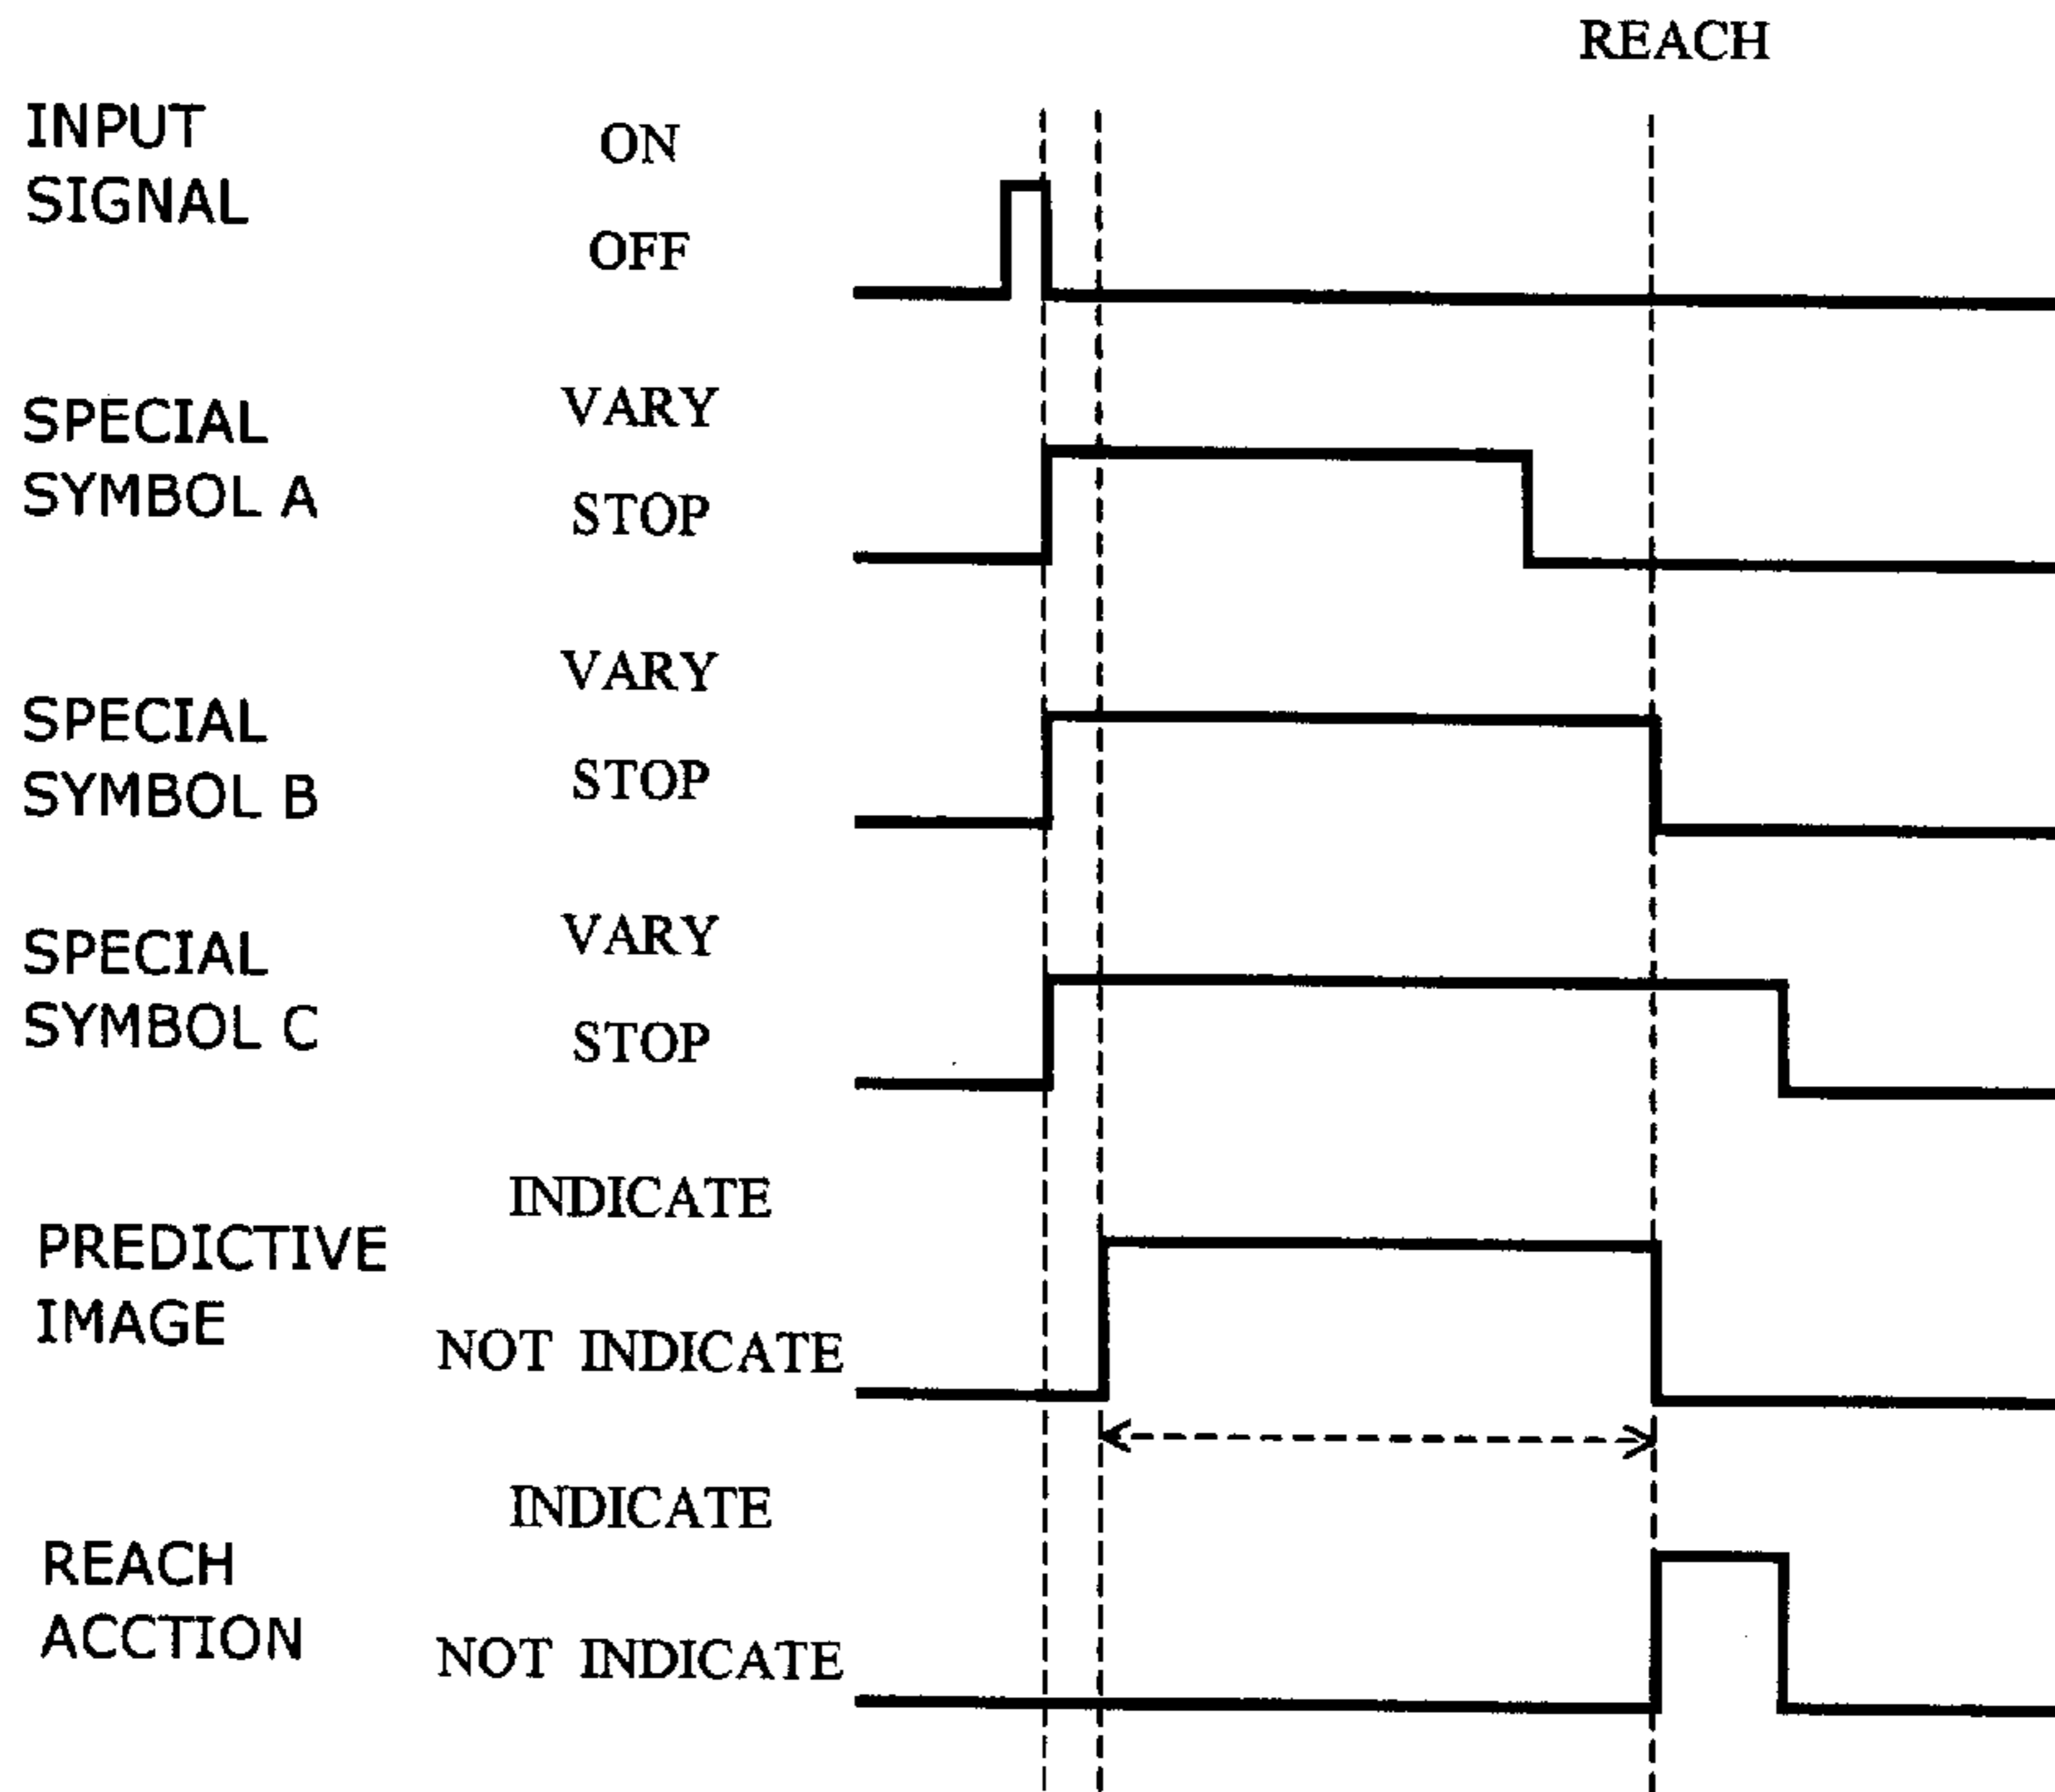 REACH
INPUT
SIGNAL
ON
OFF
SPECIAL
SYMBOL A
VARY
STOP
SPECIAL
SYMBOL B
VARY
STOP
SPECIAL
SYMBOL C
VARY
STOP
PREDICTIVE
IMAGE
INDICATE
NOT INDICATE
REACH
ACCTION
INDICATE
NOT INDICATE